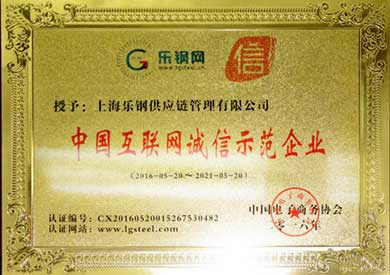 乐钢网
www.lgsteel.cn
信
授予：上海乐钢供应链管理有限公司
中国互联网诚信示范企业
(2016-05-20～2021-05-20)
中国电子商务协会
二〇一六年
认证编号：CX20160520015267530482
认证网站：www.lgsteel.com